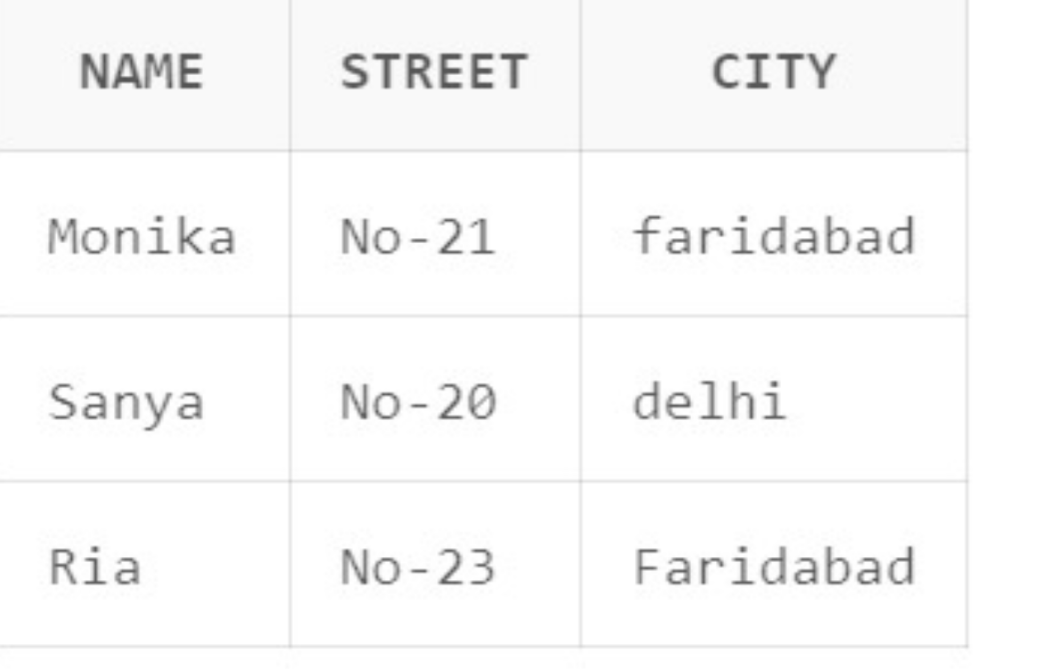 NAME STREET CITY
Monika No-21 faridabad
Sanya No-20 delhi
Ria No-23 Faridabad